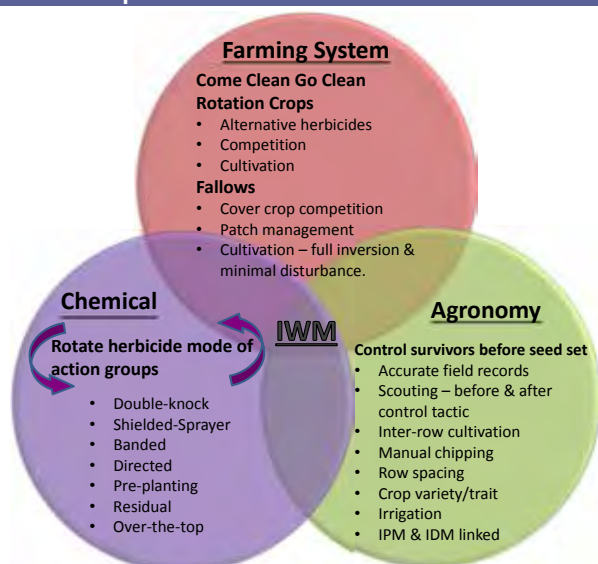 Farming System
Come Clean Go Clean
Rotation Crops
• Alternative herbicides
• Competition
• Cultivation
Fallows
• Cover crop competition
• Patch management
• Cultivation – full inversion &
minimal disturbance.
Chemical
Rotate herbicide mode of
action groups
• Double-knock
• Shielded-Sprayer
• Banded
• Directed
• Pre-planting
• Residual
• Over-the-top
IWM
Agronomy
Control survivors before seed set
• Accurate field records
• Scouting – before & after
control tactic
• Inter-row cultivation
• Manual chipping
• Row spacing
• Crop variety/trait
• Irrigation
• IPM & IDM linked